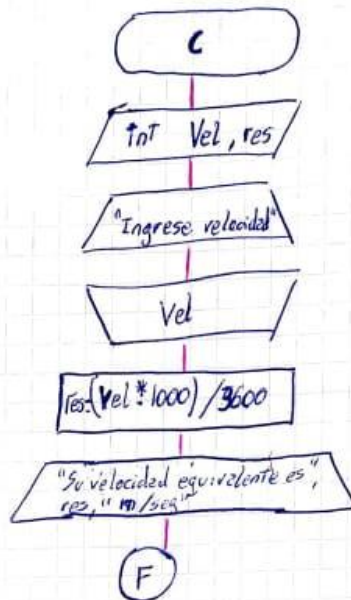 C
int Vel, res
"Ingrese velocidad"
Vel
res=(Vel*1000)/3600
"Su velocidad equivalente es",
res, "m/seg"
F